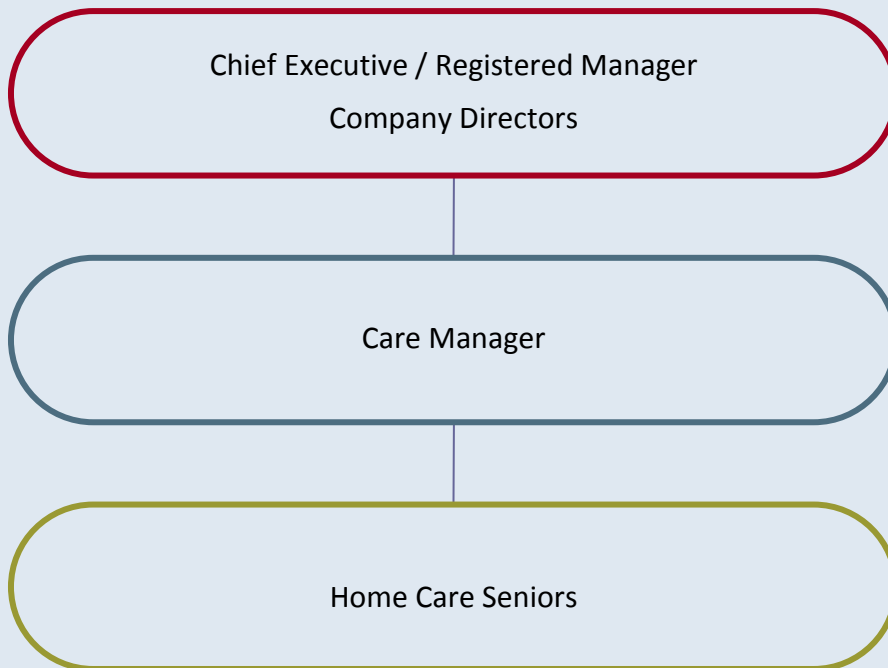 Chief Executive / Registered Manager
Company Directors
Care Manager
Home Care Seniors